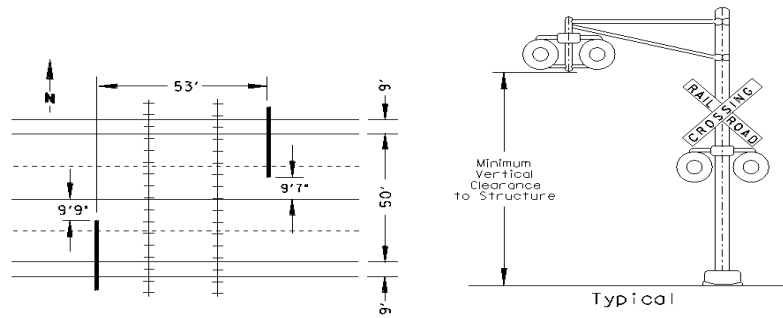 53'
N
9'
9'7"
50'
9'9"
9'
RAIL
ROAD
CROSSING
Minimum
Vertical
Clearance
to Structure
Typical